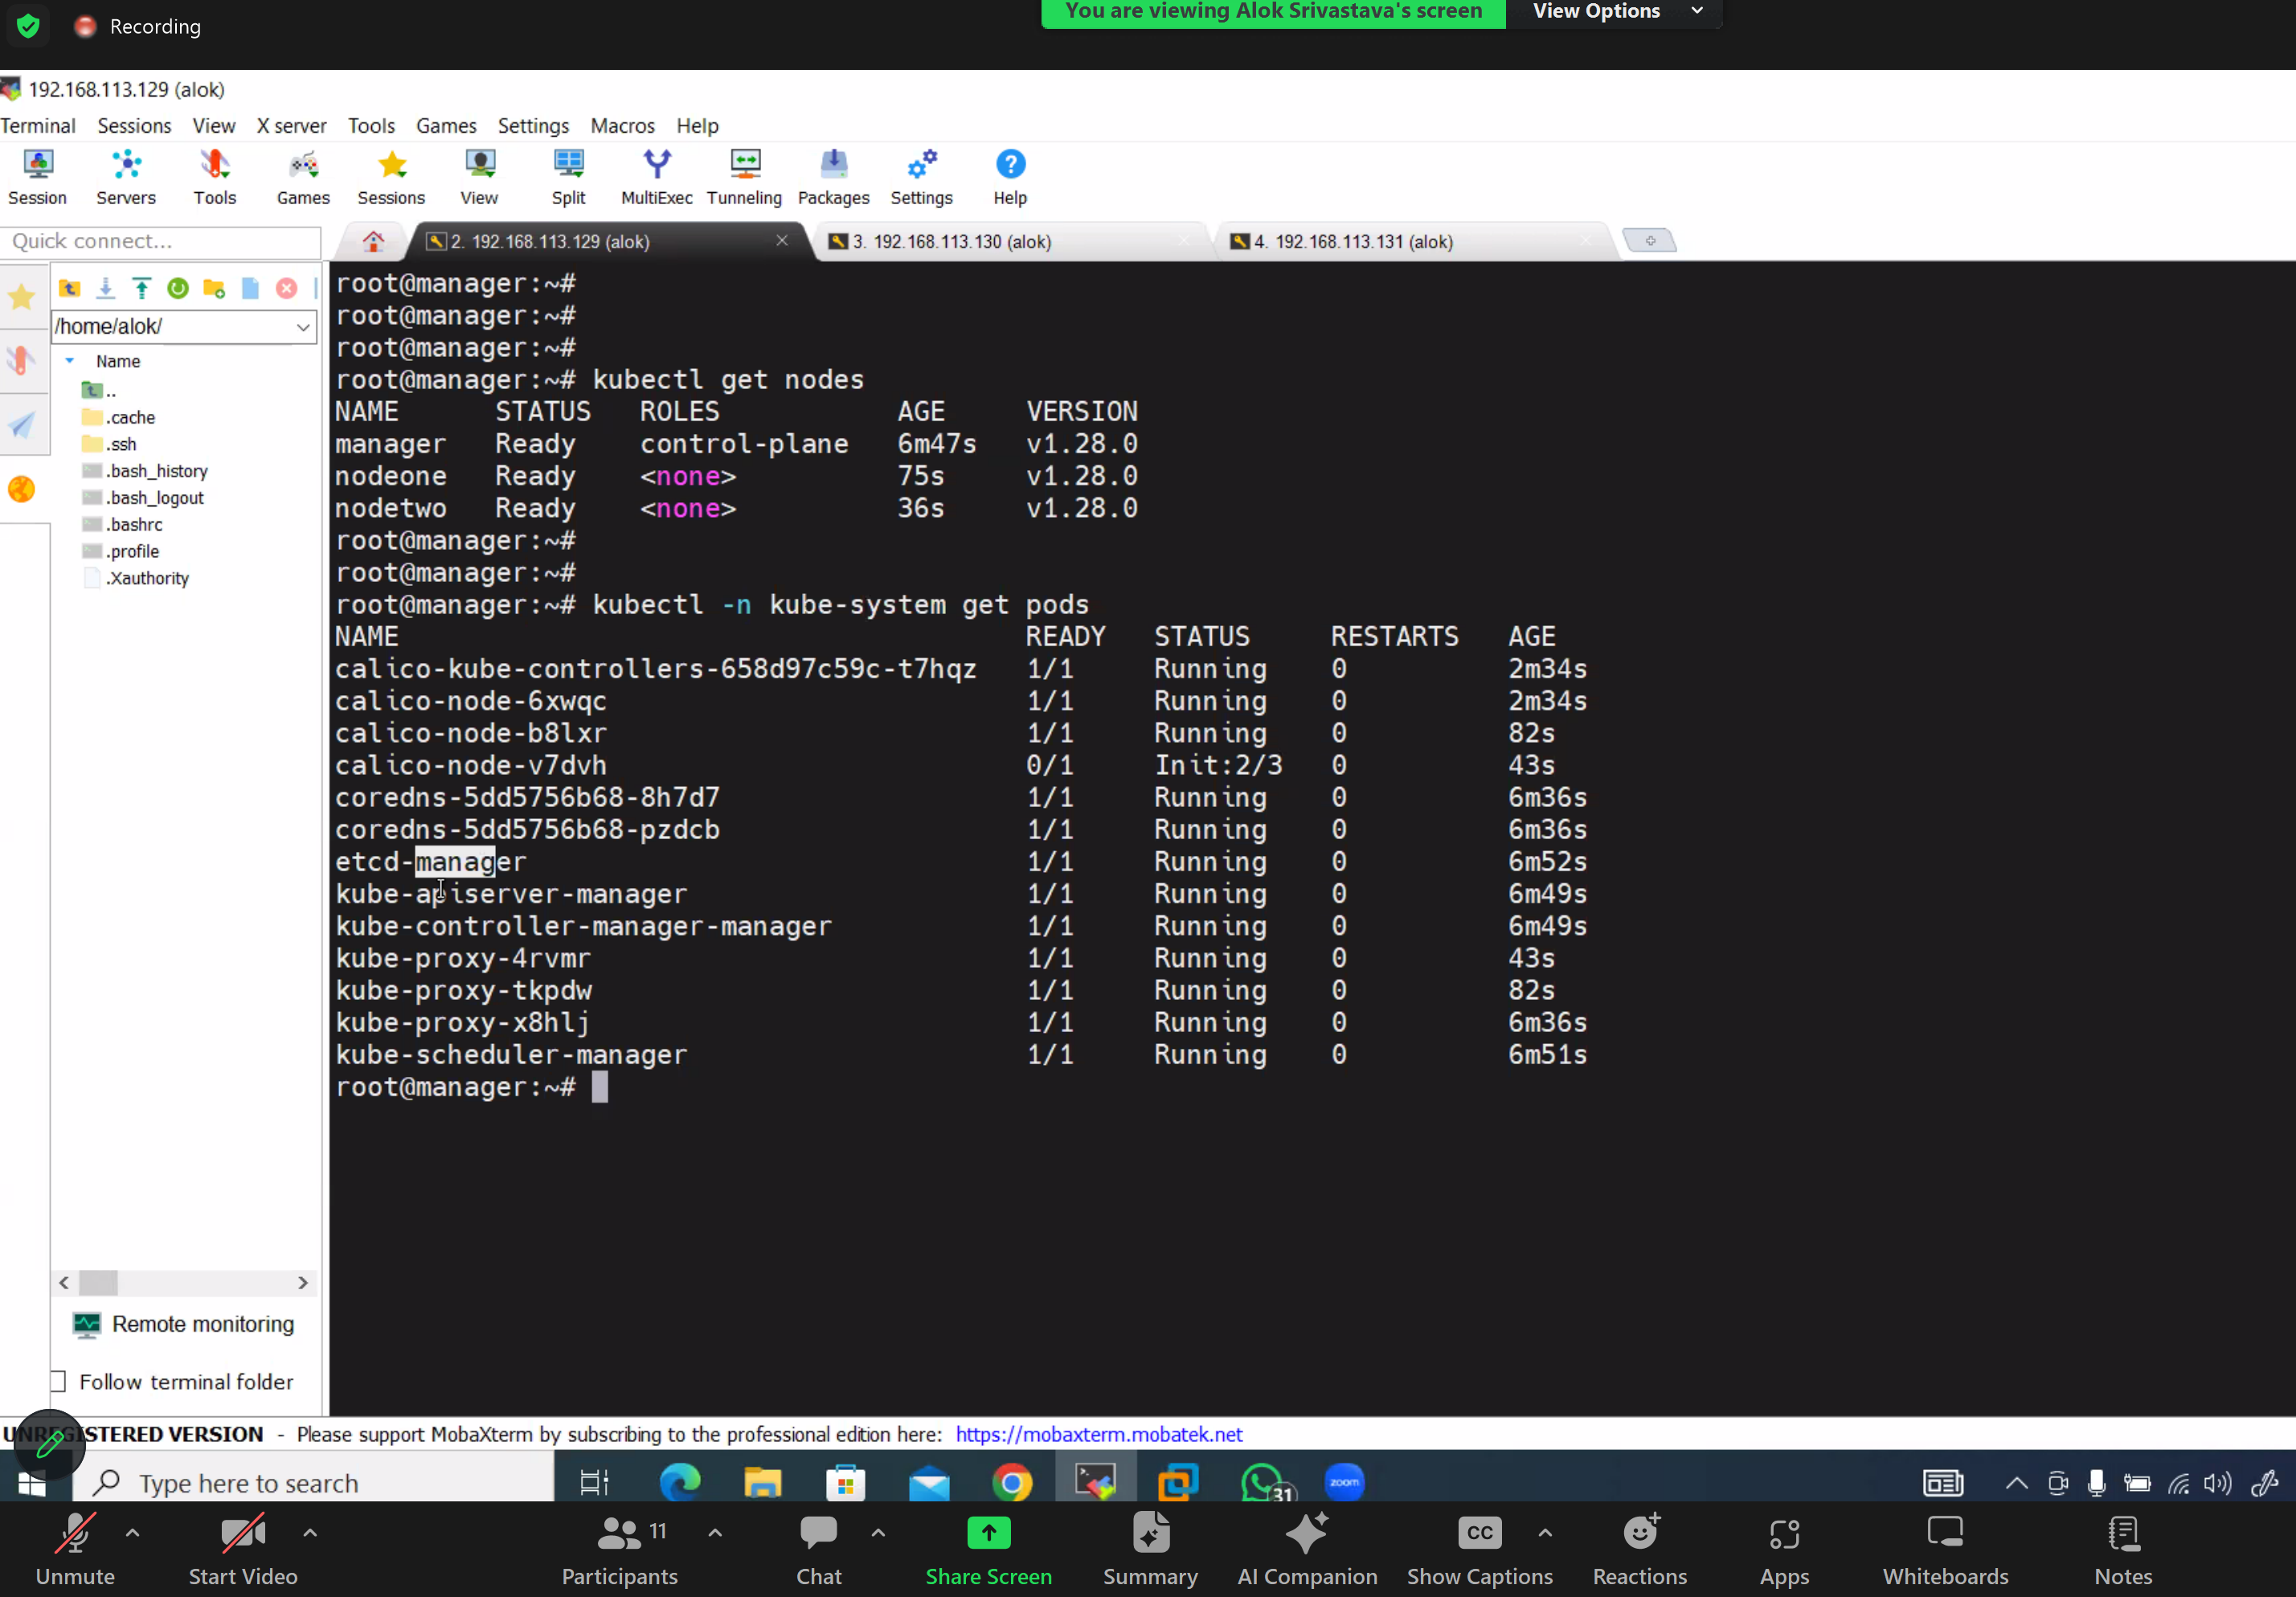 Recording
You are viewing Alok Srivastava's screen View Options
192.168.113.129 (alok)
Terminal Sessions View X server Tools Games Settings Macros Help
Session Servers Tools Games Sessions View Split MultiExec Tunneling Packages Settings Help
Quick connect...
2. 192.168.113.129 (alok)
3. 192.168.113.130 (alok)
4. 192.168.113.131 (alok)
/home/alok/
Name
..
.cache
.ssh
.bash_history
.bash_logout
.bashrc
.profile
.Xauthority
Remote monitoring
Follow terminal folder
root@manager:~#
root@manager:~#
root@manager:~#
root@manager:~# kubectl get nodes
NAME STATUS ROLES AGE VERSION
manager Ready control-plane 6m47s v1.28.0
nodeone Ready <none> 75s v1.28.0
nodetwo Ready <none> 36s v1.28.0
root@manager:~#
root@manager:~#
root@manager:~# kubectl -n kube-system get pods
NAME READY STATUS RESTARTS AGE
calico-kube-controllers-658d97c59c-t7hqz 1/1 Running 0 2m34s
calico-node-6xwqc 1/1 Running 0 2m34s
calico-node-b8lxr 1/1 Running 0 82s
calico-node-v7dvh 0/1 Init:2/3 0 43s
coredns-5dd5756b68-8h7d7 1/1 Running 0 6m36s
coredns-5dd5756b68-pzdcb 1/1 Running 0 6m36s
etcd-manager 1/1 Running 0 6m52s
kube-apiserver-manager 1/1 Running 0 6m49s
kube-controller-manager-manager 1/1 Running 0 6m49s
kube-proxy-4rvmr 1/1 Running 0 43s
kube-proxy-tkpdw 1/1 Running 0 82s
kube-proxy-x8hlj 1/1 Running 0 6m36s
kube-scheduler-manager 1/1 Running 0 6m51s
root@manager:~#
UNREGISTERED VERSION - Please support MobaXterm by subscribing to the professional edition here: https://mobaxterm.mobatek.net
Type here to search
31
zoom
Unmute Start Video Participants 11 Chat Share Screen Summary AI Companion CC Show Captions Reactions Apps Whiteboards Notes